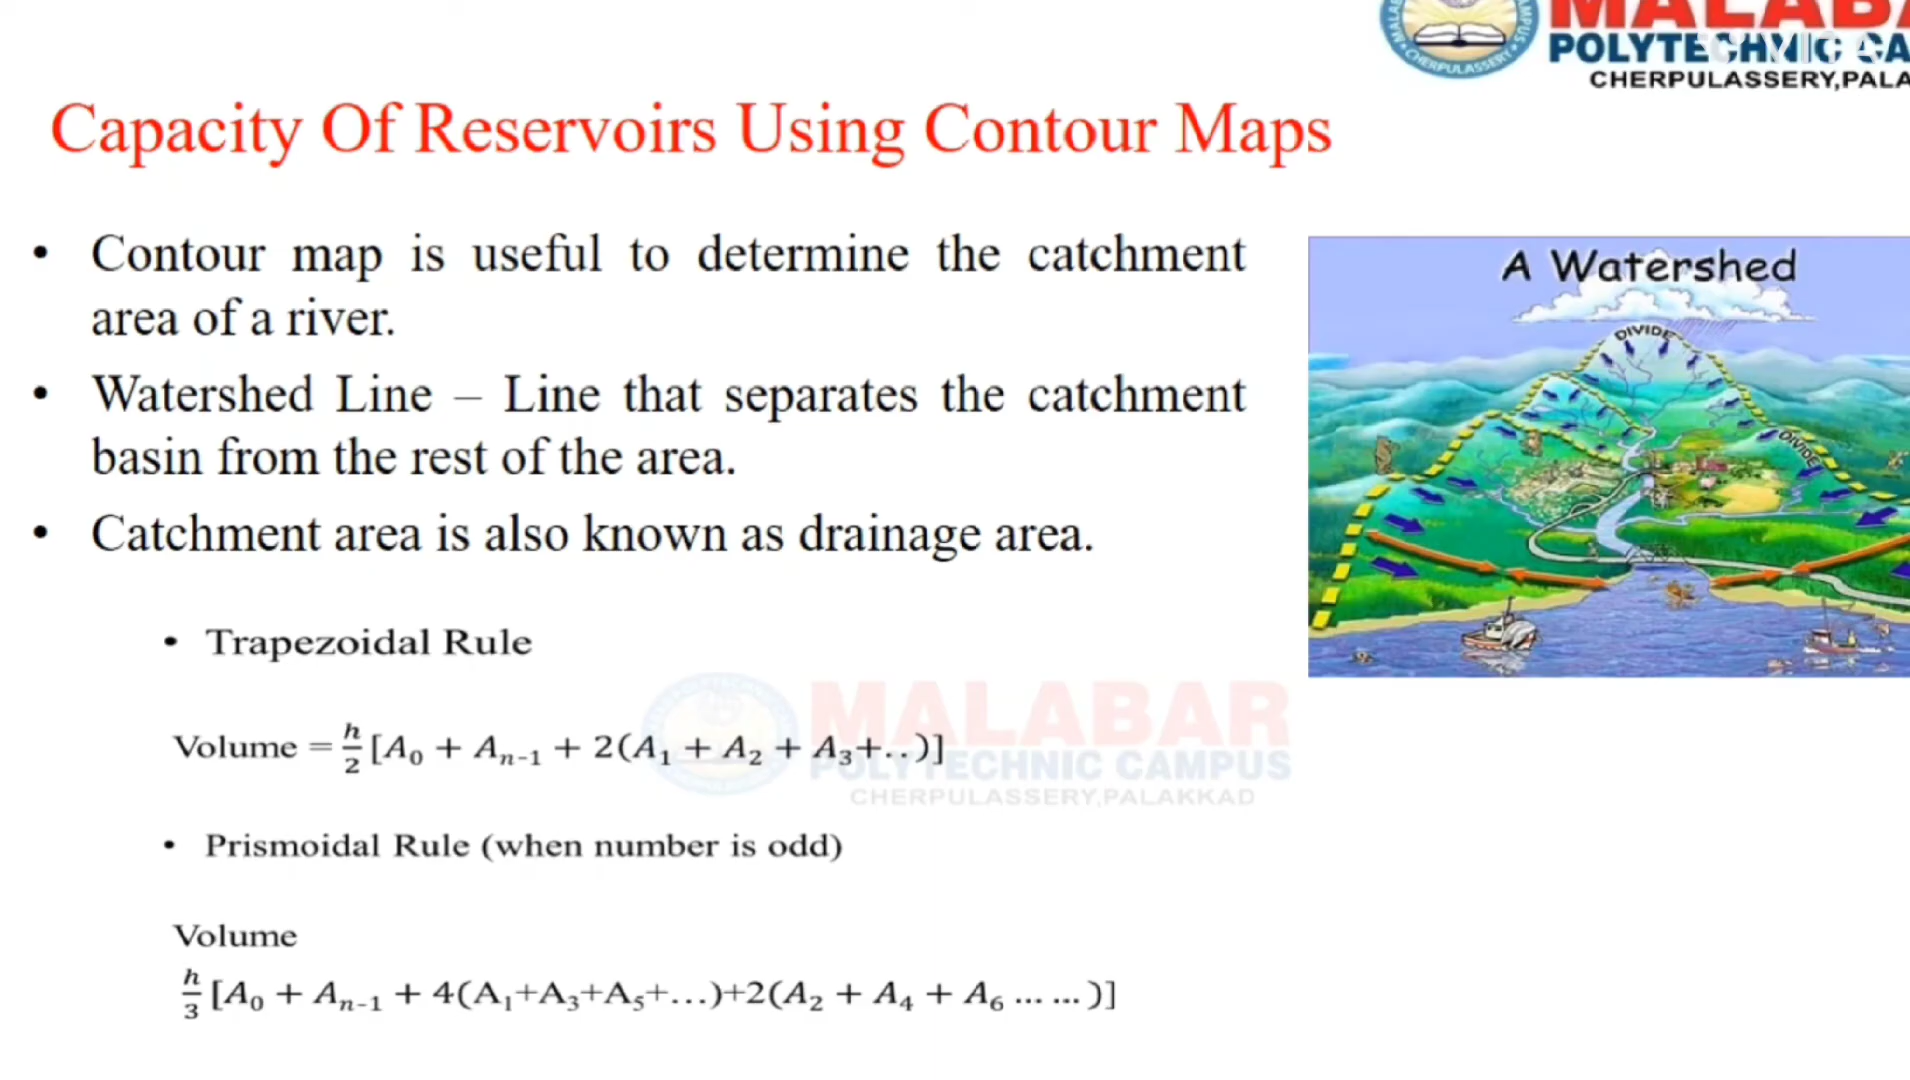 MALABA
POLYTECHNIC CA
CHERPULASSERY,PALA
CHERPULASSERY
Capacity Of Reservoirs Using Contour Maps
• Contour map is useful to determine the catchment
area of a river.
• Watershed Line – Line that separates the catchment
basin from the rest of the area.
• Catchment area is also known as drainage area.
A Watershed
DIVIDE
DIVIDE
• Trapezoidal Rule
Volume = h/2 [A₀ + Aₙ₋₁ + 2(A₁ + A₂ + A₃+..)]
MALABAR
POLYTECHNIC CAMPUS
CHERPULASSERY,PALAKKAD
• Prismoidal Rule (when number is odd)
Volume
h/3 [A₀ + Aₙ₋₁ + 4(A₁+A₃+A₅+...)+2(A₂ + A₄ + A₆ ... ... )]